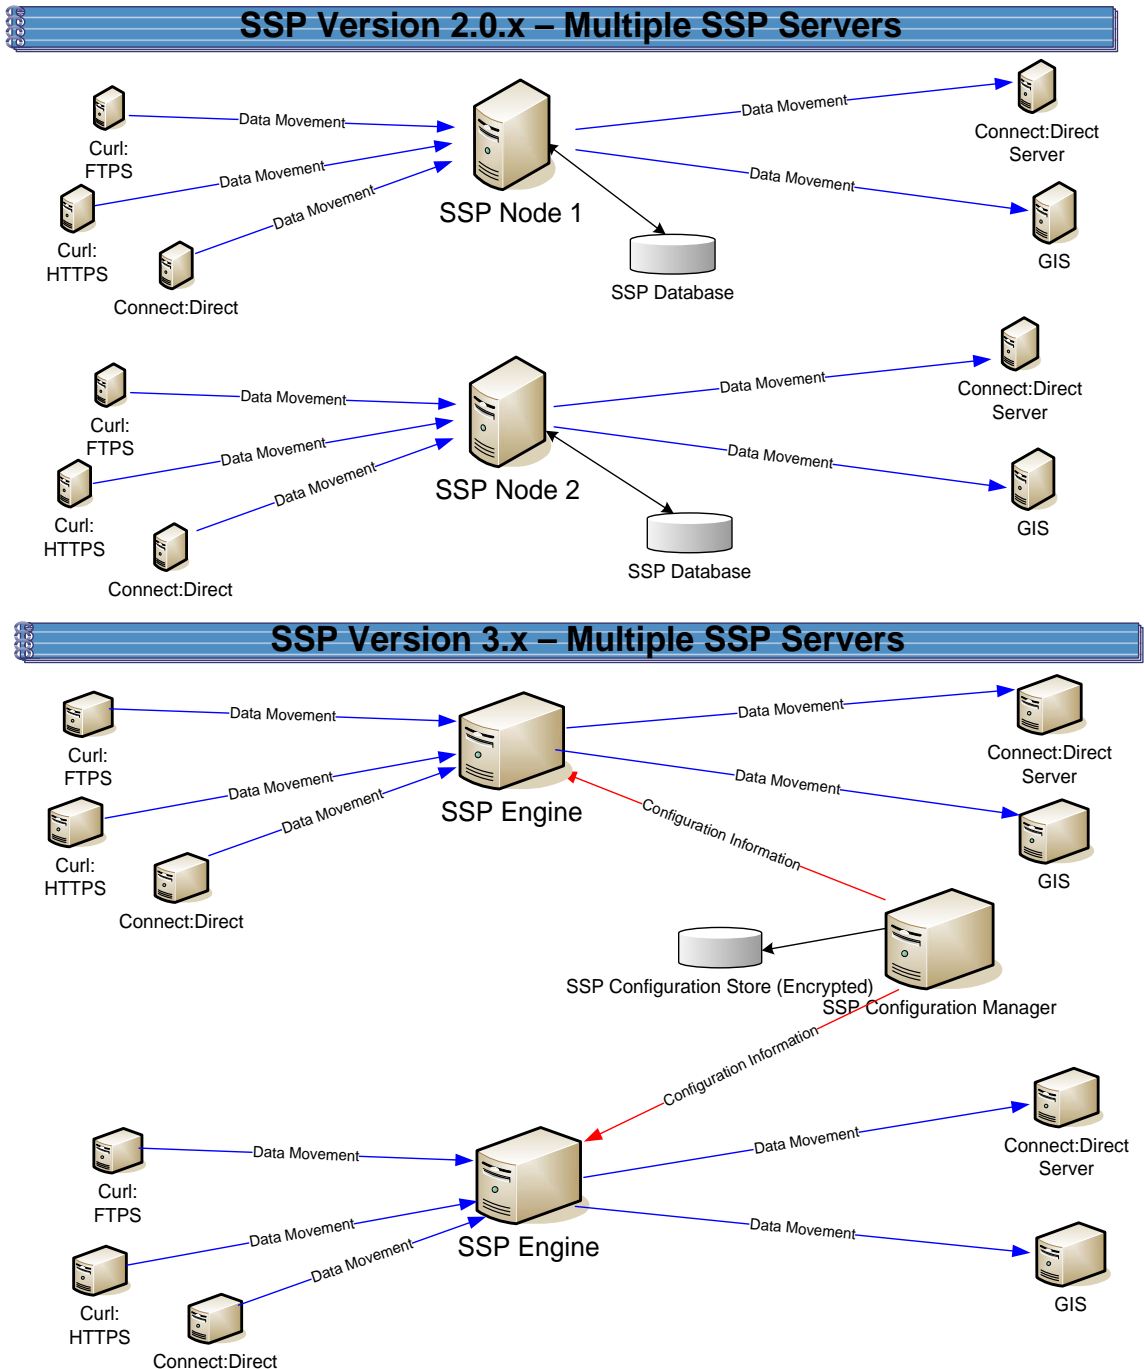 SSP Version 2.0.x – Multiple SSP Servers
Data Movement
Data Movement
Data Movement
Curl:
FTPS
Curl:
HTTPS
Connect:Direct
SSP Node 1
SSP Database
Data Movement
Data Movement
Connect:Direct
Server
GIS
Data Movement
Data Movement
Data Movement
Curl:
FTPS
Curl:
HTTPS
Connect:Direct
SSP Node 2
SSP Database
Data Movement
Data Movement
Connect:Direct
Server
GIS
SSP Version 3.x – Multiple SSP Servers
Data Movement
Data Movement
Data Movement
Curl:
FTPS
Curl:
HTTPS
Connect:Direct
SSP Engine
Data Movement
Data Movement
Connect:Direct
Server
GIS
Configuration Information
SSP Configuration Store (Encrypted)
SSP Configuration Manager
Configuration Information
Data Movement
Data Movement
Data Movement
Curl:
FTPS
Curl:
HTTPS
Connect:Direct
SSP Engine
Data Movement
Data Movement
Connect:Direct
Server
GIS